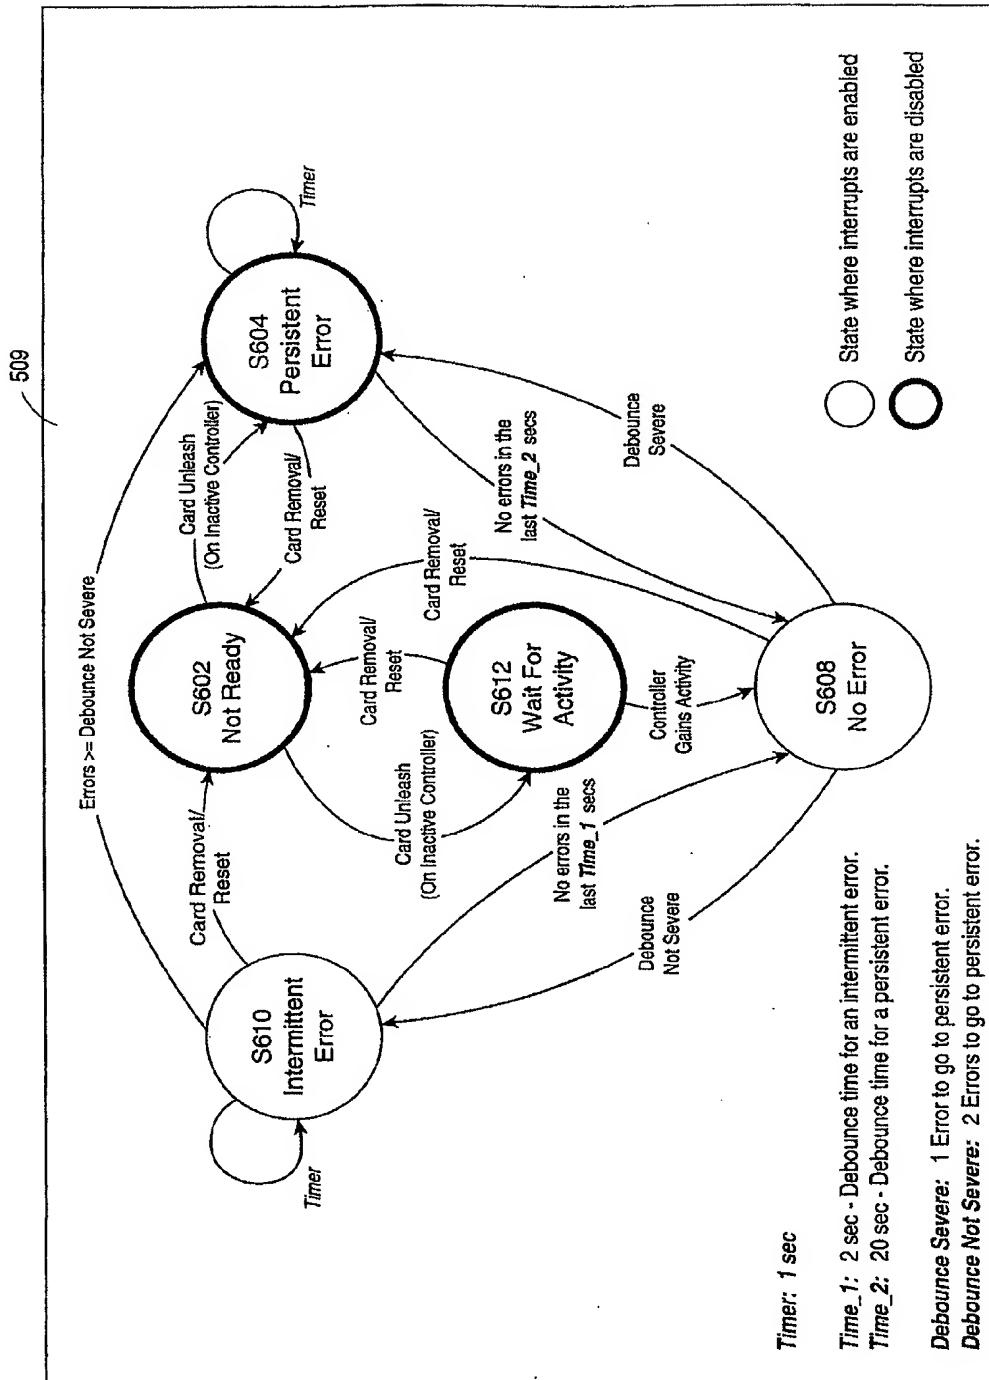 509
Errors >= Debounce Not Severe
S604
Persistent
Error
Timer
Card Unleash
(On Inactive Controller)
Card Removal/
Reset
S602
Not Ready
Card Removal/
Reset
S610
Intermittent
Error
Timer
Card Removal/
Reset
Card Removal/
Reset
Card Unleash
(On Inactive Controller)
S612
Wait For
Activity
No errors in the
last Time_2 secs
Controller
Gains Activity
No errors in the
last Time_1 secs
Debounce
Severe
Debounce
Not Severe
S608
No Error
State where interrupts are enabled
State where interrupts are disabled
Timer: 1 sec
Time_1: 2 sec - Debounce time for an intermittent error.
Time_2: 20 sec - Debounce time for a persistent error.
Debounce Severe: 1 Error to go to persistent error.
Debounce Not Severe: 2 Errors to go to persistent error.